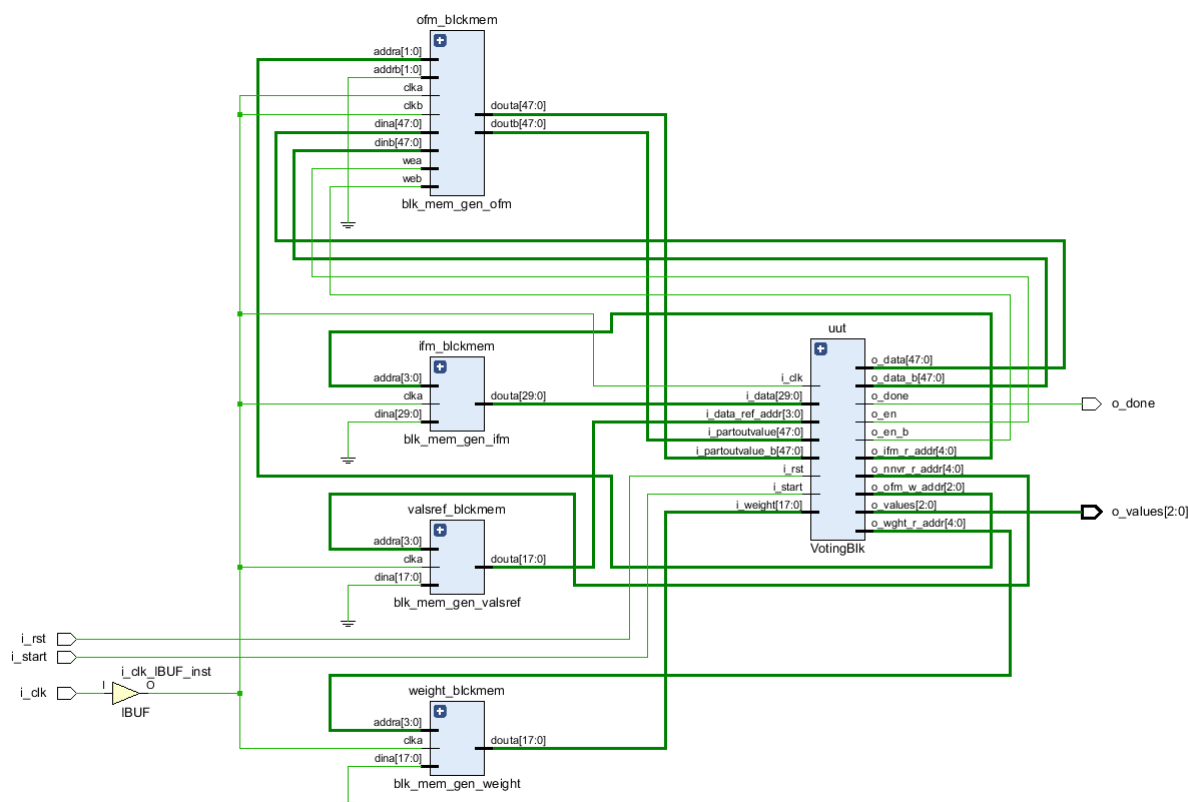 ofm_blckmem
addra[1:0]
addrb[1:0]
clka
clkb
dina[47:0]
dinb[47:0]
wea
web
douta[47:0]
doutb[47:0]
blk_mem_gen_ofm
ifm_blckmem
addra[3:0]
clka
dina[29:0]
douta[29:0]
blk_mem_gen_ifm
uut
i_clk
i_data[29:0]
i_data_ref_addr[3:0]
i_partoutvalue[47:0]
i_partoutvalue_b[47:0]
i_rst
i_start
i_weight[17:0]
o_data[47:0]
o_data_b[47:0]
o_done
o_en
o_en_b
o_ifm_r_addr[4:0]
o_nnvr_r_addr[4:0]
o_ofm_w_addr[2:0]
o_values[2:0]
o_wght_r_addr[4:0]
VotingBlk
o_done
o_values[2:0]
valsref_blckmem
addra[3:0]
clka
dina[17:0]
douta[17:0]
blk_mem_gen_valsref
i_rst
i_start
i_clk
i_clk_IBUF_inst
I
O
IBUF
weight_blckmem
addra[3:0]
clka
dina[17:0]
douta[17:0]
blk_mem_gen_weight